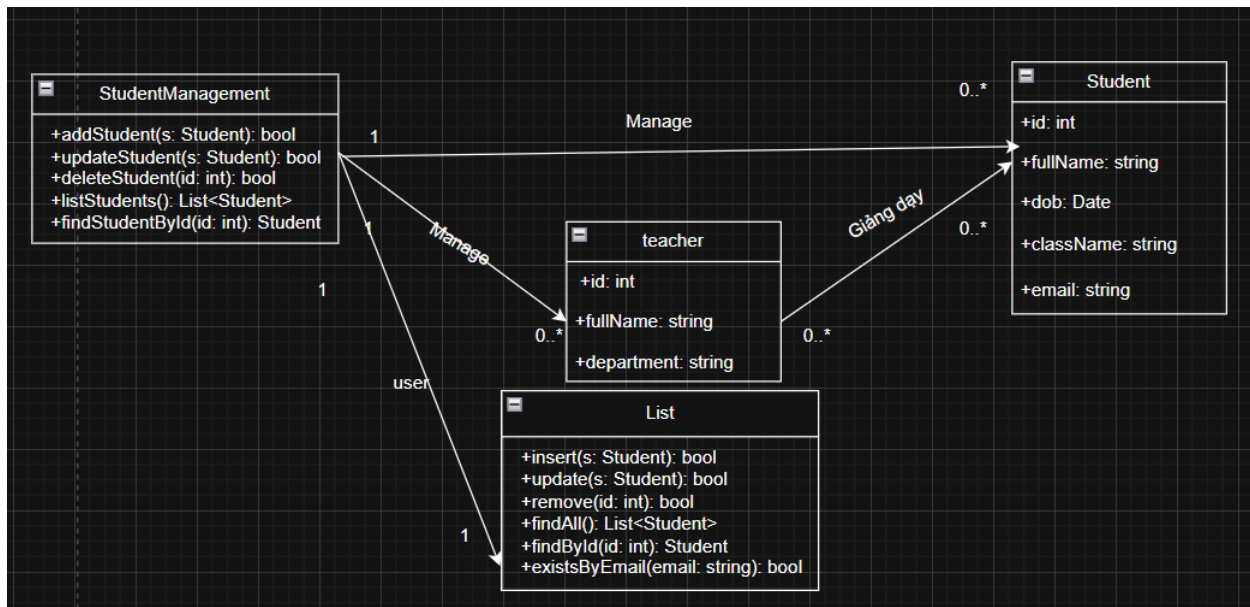 StudentManagement
+addStudent(s: Student): bool
+updateStudent(s: Student): bool
+deleteStudent(id: int): bool
+listStudents(): List<Student>
+findStudentById(id: int): Student
1
Manage
0..*
Student
+id: int
+fullName: string
+dob: Date
+className: string
+email: string
1
Manage
0..*
teacher
+id: int
+fullName: string
+department: string
Giảng dạy
0..*
0..*
1
user
1
List
+insert(s: Student): bool
+update(s: Student): bool
+remove(id: int): bool
+findAll(): List<Student>
+findById(id: int): Student
+existsByEmail(email: string): bool